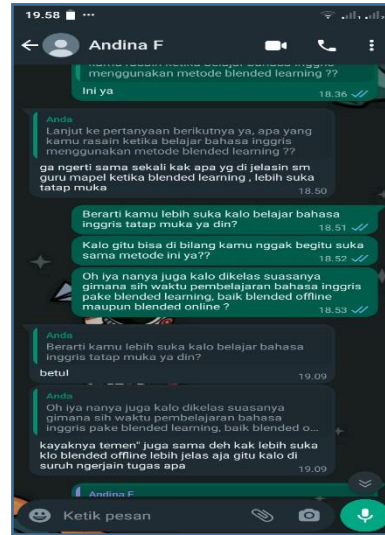 19.58
Andina F
menggunakan metode blended learning ??
Ini ya
18.36
Anda
Lanjut ke pertanyaan berikutnya ya, apa yang
kamu rasain ketika belajar bahasa inggris
menggunakan metode blended learning ??
ga ngerti sama sekali kak apa yg di jelasin sm
guru mapel ketika blended learning , lebih suka
tatap muka
18.50
Berarti kamu lebih suka kalo belajar bahasa
inggris tatap muka ya din?
18.51
Kalo gitu bisa di bilang kamu nggak begitu suka
sama metode ini ya??
18.52
Oh iya nanya juga kalo dikelas suasanya
gimana sih waktu pembelajaran bahasa inggris
pake blended learning, baik blended offline
maupun blended online ?
18.53
Anda
Berarti kamu lebih suka kalo belajar bahasa
inggris tatap muka ya din?
betul
19.09
Anda
Oh iya nanya juga kalo dikelas suasanya
gimana sih waktu pembelajaran bahasa
inggris pake blended learning, baik blended o...
kayaknya temen" juga sama deh kak lebih suka
klo blended offline lebih jelas aja gitu kalo di
suruh ngerjain tugas apa
19.09
Andina F
Ketik pesan